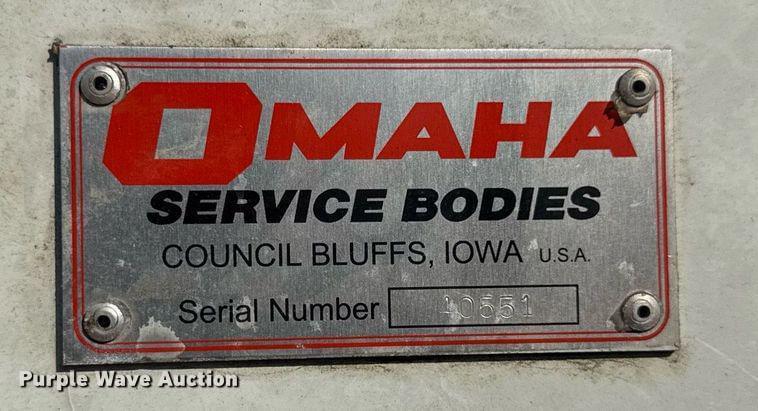 OMAHA
SERVICE BODIES
COUNCIL BLUFFS, IOWA U.S.A.
Serial Number 10551
Purple Wave Auction